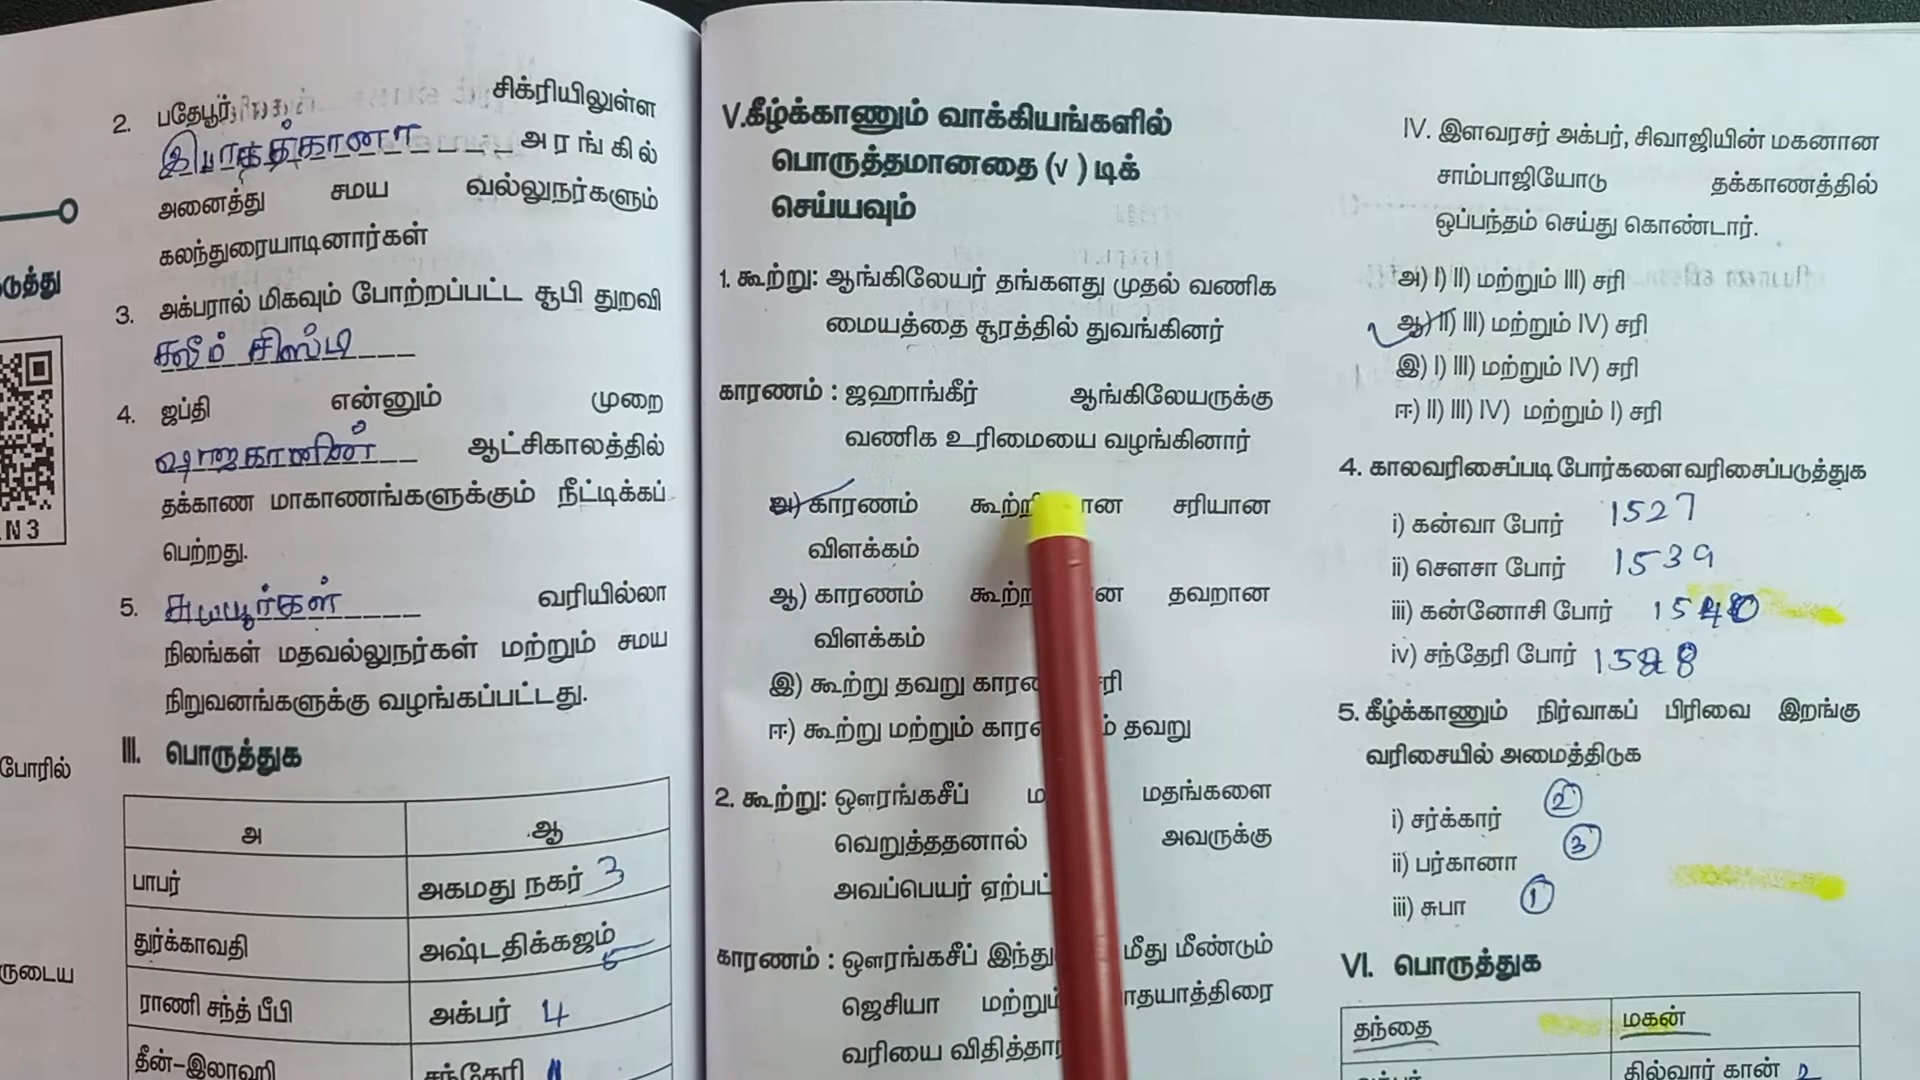 டுத்து
N3
போரில்
ருடைய
2. பதேபூர் சிக்ரியிலுள்ள
இபாதத்கானா அரங்கில்
அனைத்து சமய வல்லுநர்களும்
கலந்துரையாடினார்கள்
3. அக்பரால் மிகவும் போற்றப்பட்ட சூபி துறவி
சலீம் சிஸ்டி
4. ஜப்தி என்னும் முறை
ஷாஜகானின் ஆட்சிகாலத்தில்
தக்காண மாகாணங்களுக்கும் நீட்டிக்கப்
பெற்றது.
5. சுயயூர்கள் வரியில்லா
நிலங்கள் மதவல்லுநர்கள் மற்றும் சமய
நிறுவனங்களுக்கு வழங்கப்பட்டது.
III. பொருத்துக
அ ஆ
பாபர் அகமது நகர் 3
துர்க்காவதி அஷ்டதிக்கஜம் 5
ராணி சந்த் பீபி அக்பர் 4
தீன்-இலாஹி சந்தேரி 1
V.கீழ்க்காணும் வாக்கியங்களில்
பொருத்தமானதை (√) டிக்
செய்யவும்
1. கூற்று: ஆங்கிலேயர் தங்களது முதல் வணிக
மையத்தை சூரத்தில் துவங்கினர்
காரணம் : ஜஹாங்கீர் ஆங்கிலேயருக்கு
வணிக உரிமையை வழங்கினார்
அ) காரணம் கூற்றி ான சரியான
விளக்கம்
ஆ) காரணம் கூற்று ன தவறான
விளக்கம்
இ) கூற்று தவறு காரண ரி
ஈ) கூற்று மற்றும் காரண ம் தவறு
2. கூற்று: ஔரங்கசீப் ம மதங்களை
வெறுத்ததனால் அவருக்கு
அவப்பெயர் ஏற்பட்
காரணம் : ஔரங்கசீப் இந்து மீது மீண்டும்
ஜெசியா மற்றும் ாதயாத்திரை
வரியை விதித்தார்
IV. இளவரசர் அக்பர், சிவாஜியின் மகனான
சாம்பாஜியோடு தக்காணத்தில்
ஒப்பந்தம் செய்து கொண்டார்.
அ) I) II) மற்றும் III) சரி
ஆ) II) III) மற்றும் IV) சரி
இ) I) III) மற்றும் IV) சரி
ஈ) II) III) IV) மற்றும் I) சரி
4. காலவரிசைப்படி போர்களை வரிசைப்படுத்துக
i) கன்வா போர் 1527
ii) சௌசா போர் 1539
iii) கன்னோசி போர் 1540
iv) சந்தேரி போர் 1528
5. கீழ்க்காணும் நிர்வாகப் பிரிவை இறங்கு
வரிசையில் அமைத்திடுக
i) சர்க்கார் 2
ii) பர்கானா 3
iii) சுபா 1
VI. பொருத்துக
தந்தை மகன்
தில்வார் கான் 2